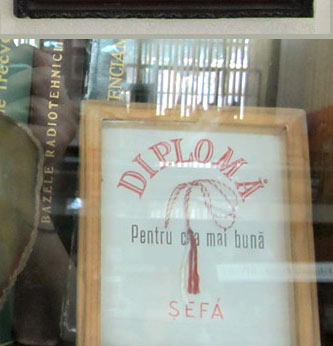 BAZELE RADIOTEHNICII
DIPLOMĂ
Pentru cea mai bună
ȘEFĂ